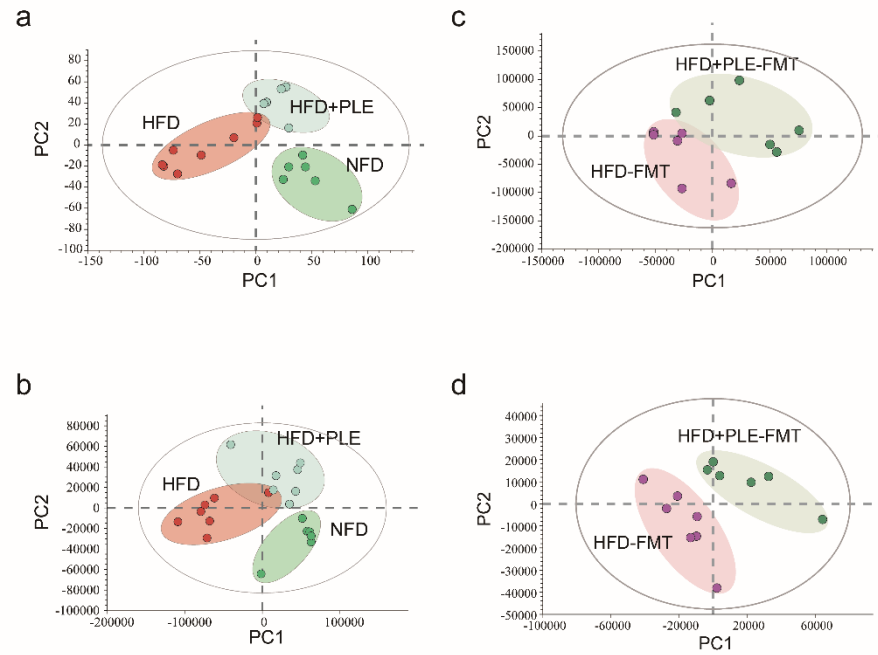 a
80
60
40
20
0
-20
-40
-60
-80
-100
PC2
HFD
HFD+PLE
NFD
-150
-100
-50
0
50
100
PC1
c
150000
100000
50000
0
-50000
-100000
-150000
-200000
PC2
HFD+PLE-FMT
HFD-FMT
-150000
-100000
-50000
0
50000
100000
PC1
b
80000
60000
40000
20000
0
-20000
-40000
-60000
-80000
-100000
PC2
HFD+PLE
HFD
NFD
-200000
-100000
0
100000
PC1
d
40000
30000
20000
10000
0
-10000
-20000
-30000
-40000
-50000
PC2
HFD+PLE-FMT
HFD-FMT
-100000
-60000
-20000
20000
60000
PC1